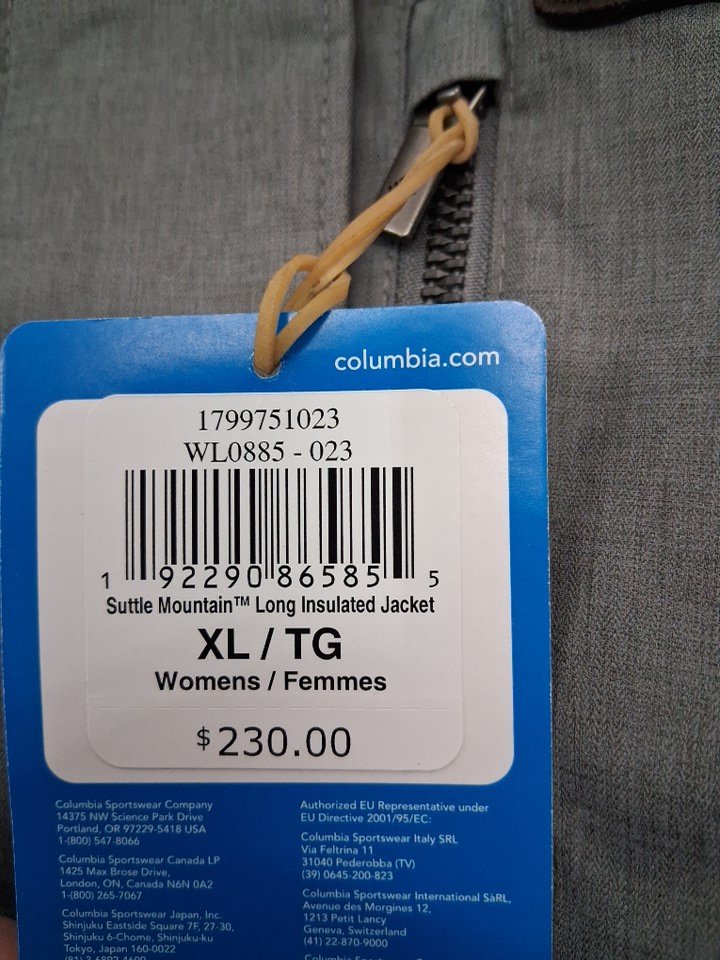 columbia.com
1799751023
WL0885 - 023
1 92290 86585 5
Suttle Mountain™ Long Insulated Jacket
XL / TG
Womens / Femmes
$230.00
Columbia Sportswear Company
14375 NW Science Park Drive
Portland, OR 97229-5418 USA
1-(800) 547-8066
Columbia Sportswear Canada LP
1425 Max Brose Drive,
London, ON, Canada N6N 0A2
1-(800) 265-7067
Columbia Sportswear Japan, Inc.
Shinjuku Eastside Square 7F, 27-30,
Shinjuku 6-Chome, Shinjuku-ku
Tokyo, Japan 160-0022
Authorized EU Representative under
EU Directive 2001/95/EC:
Columbia Sportswear Italy SRL
Via Feltrina 11
31040 Pederobba (TV)
(39) 0645-200-823
Columbia Sportswear International SàRL,
Avenue des Morgines 12,
1213 Petit Lancy
Geneva, Switzerland
(41) 22-870-9000